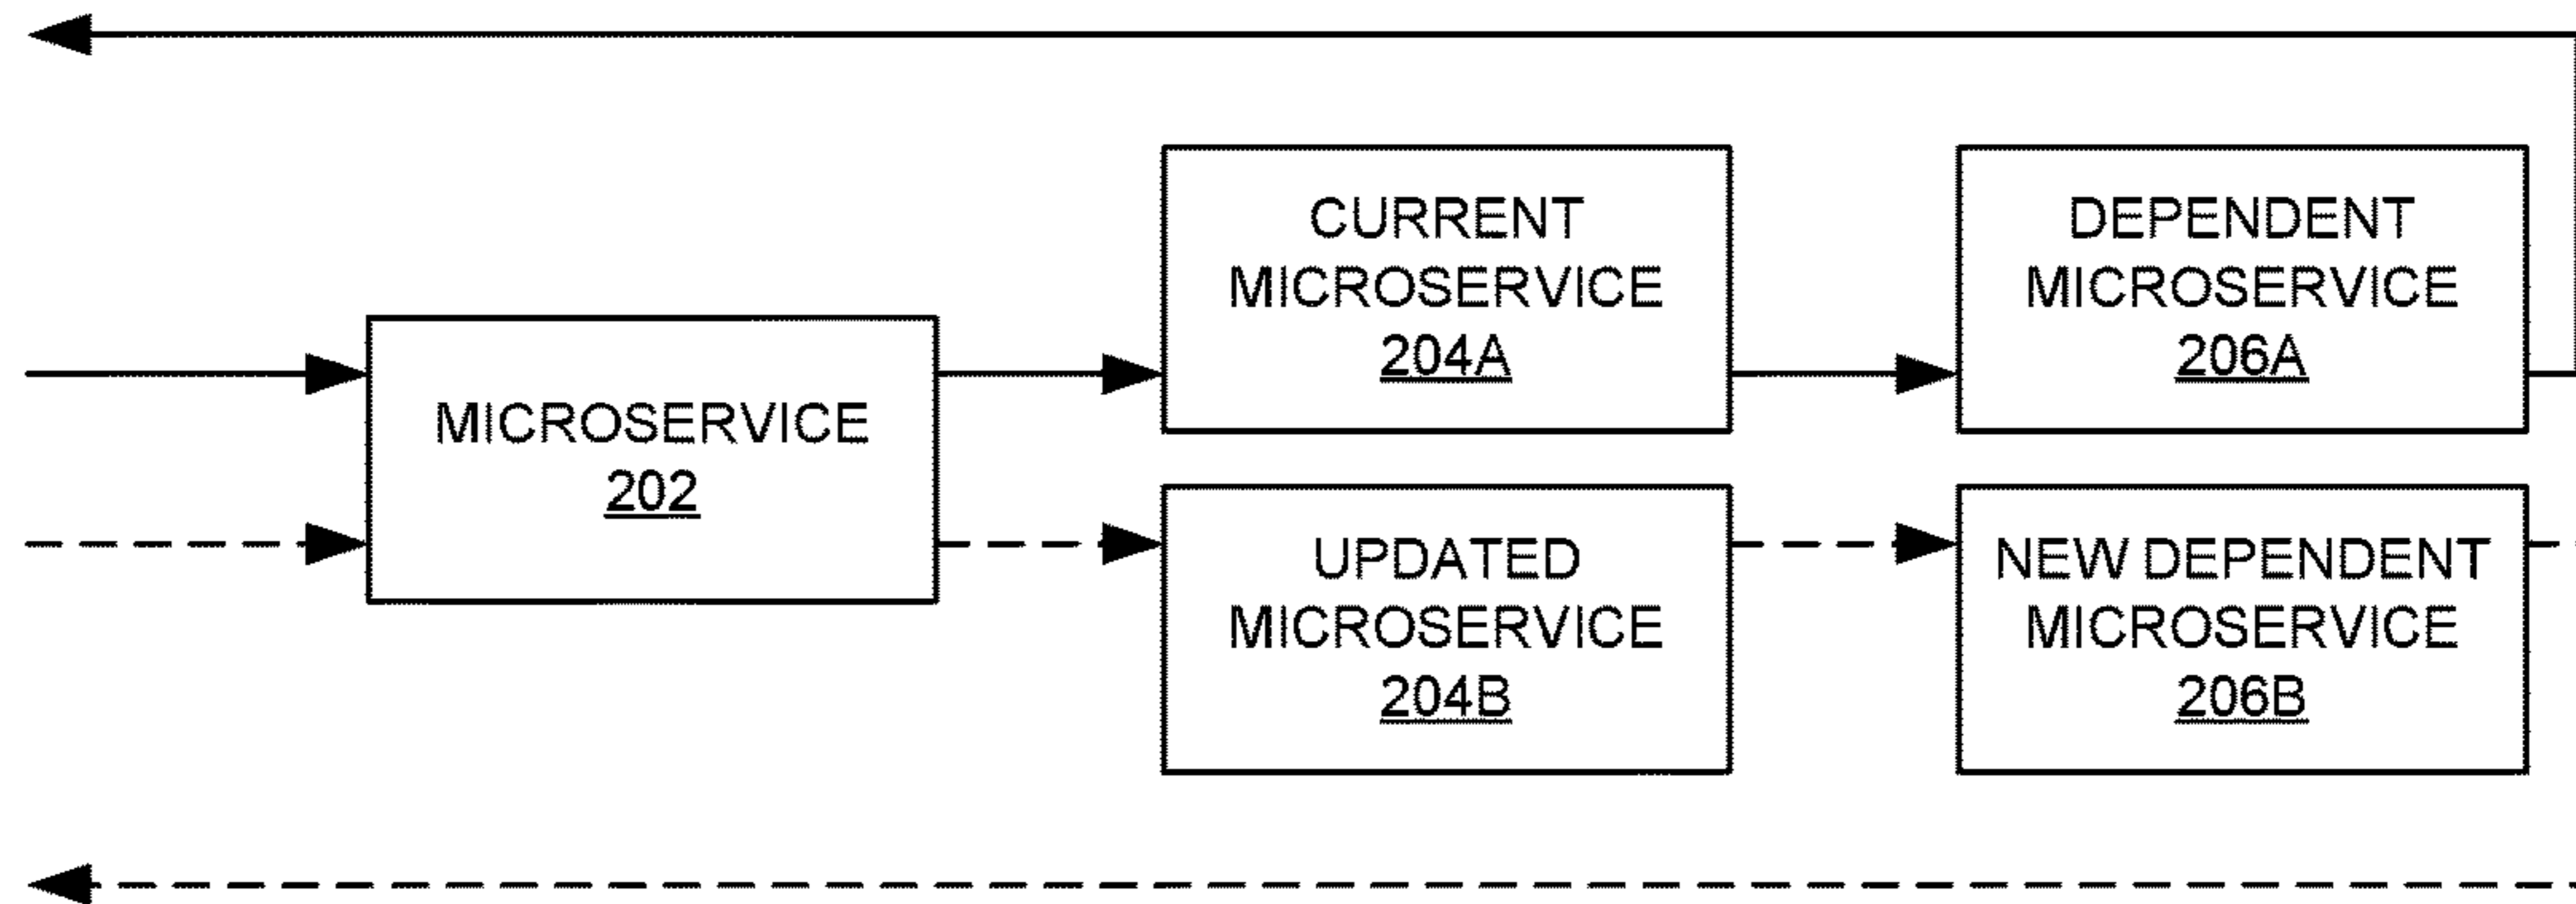 CURRENT
MICROSERVICE
204A
DEPENDENT
MICROSERVICE
206A
MICROSERVICE
202
UPDATED
MICROSERVICE
204B
NEW DEPENDENT
MICROSERVICE
206B